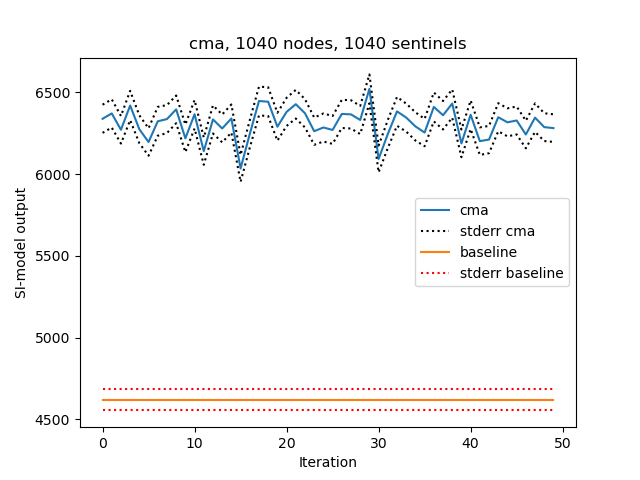 cma, 1040 nodes, 1040 sentinels
SI-model output
6500
6000
5500
5000
4500
cma
stderr cma
baseline
stderr baseline
0 10 20 30 40 50
Iteration